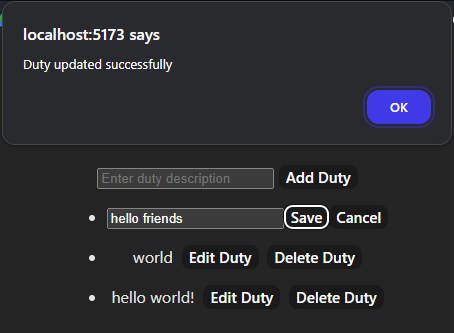 localhost:5173 says
Duty updated successfully
OK
Enter duty description Add Duty
hello friends Save Cancel
world Edit Duty Delete Duty
hello world! Edit Duty Delete Duty